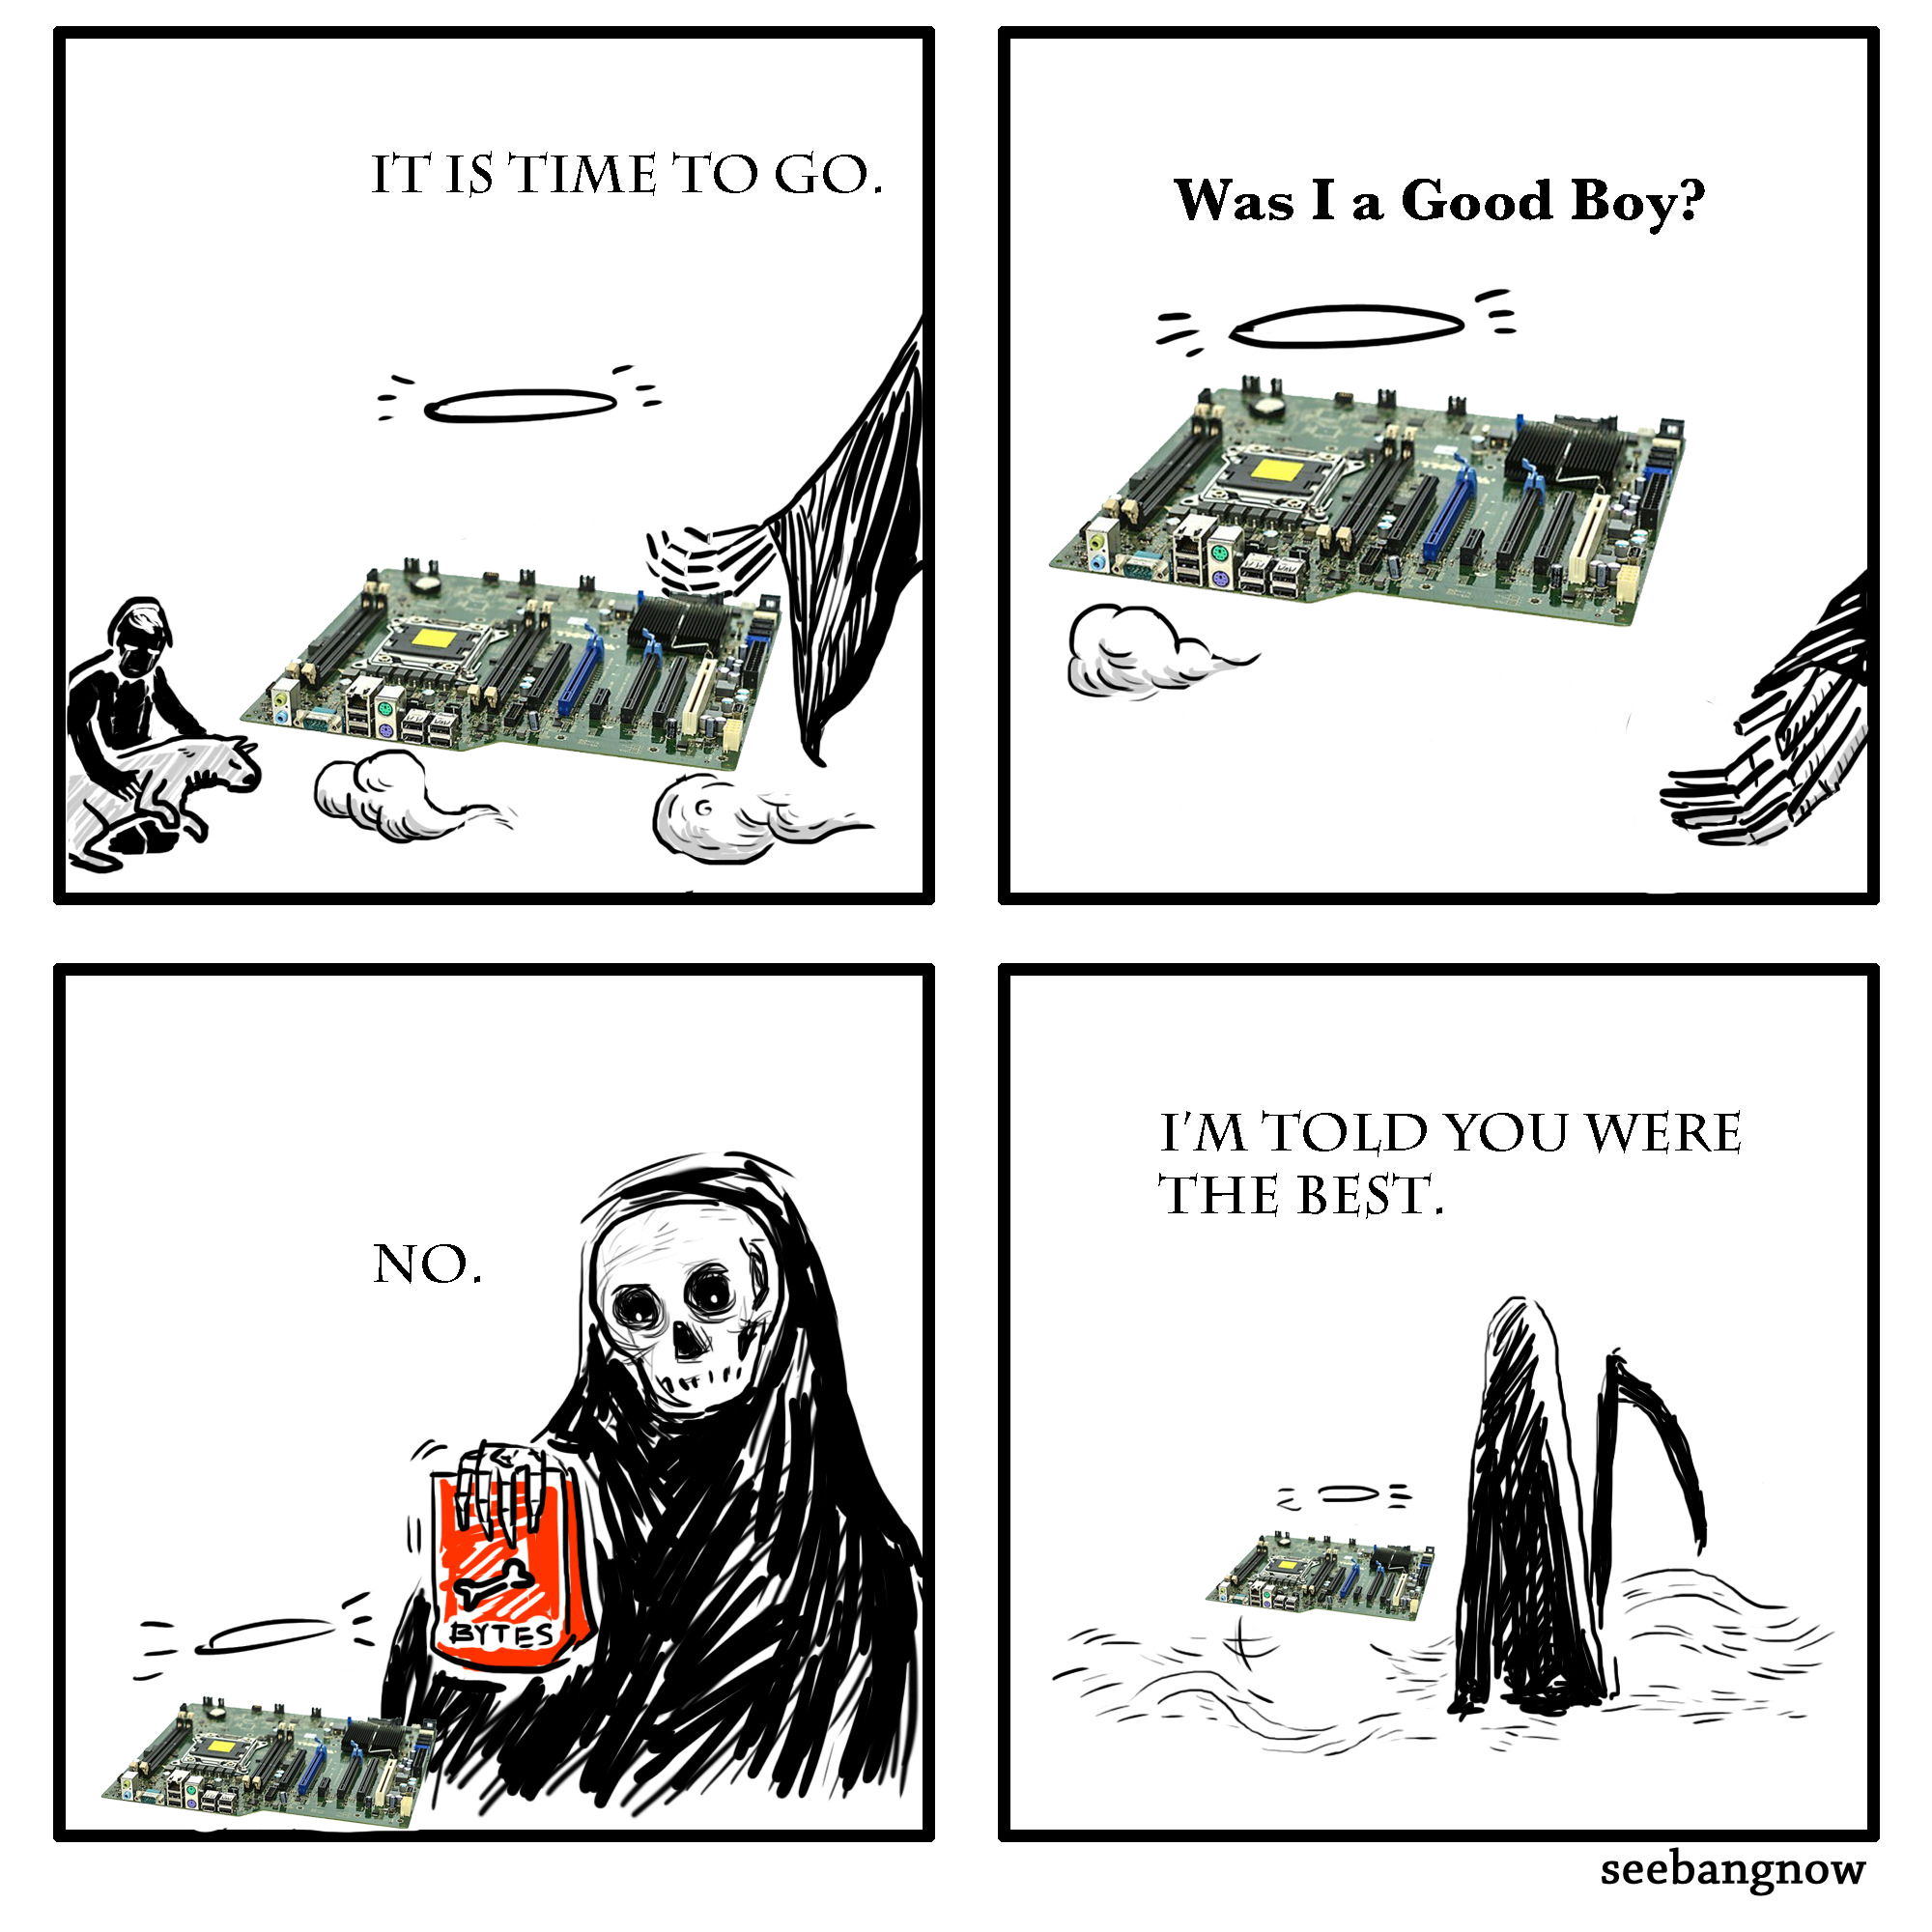 IT IS TIME TO GO.
Was I a Good Boy?
NO.
BYTES
I'M TOLD YOU WERE
THE BEST.
seebangnow